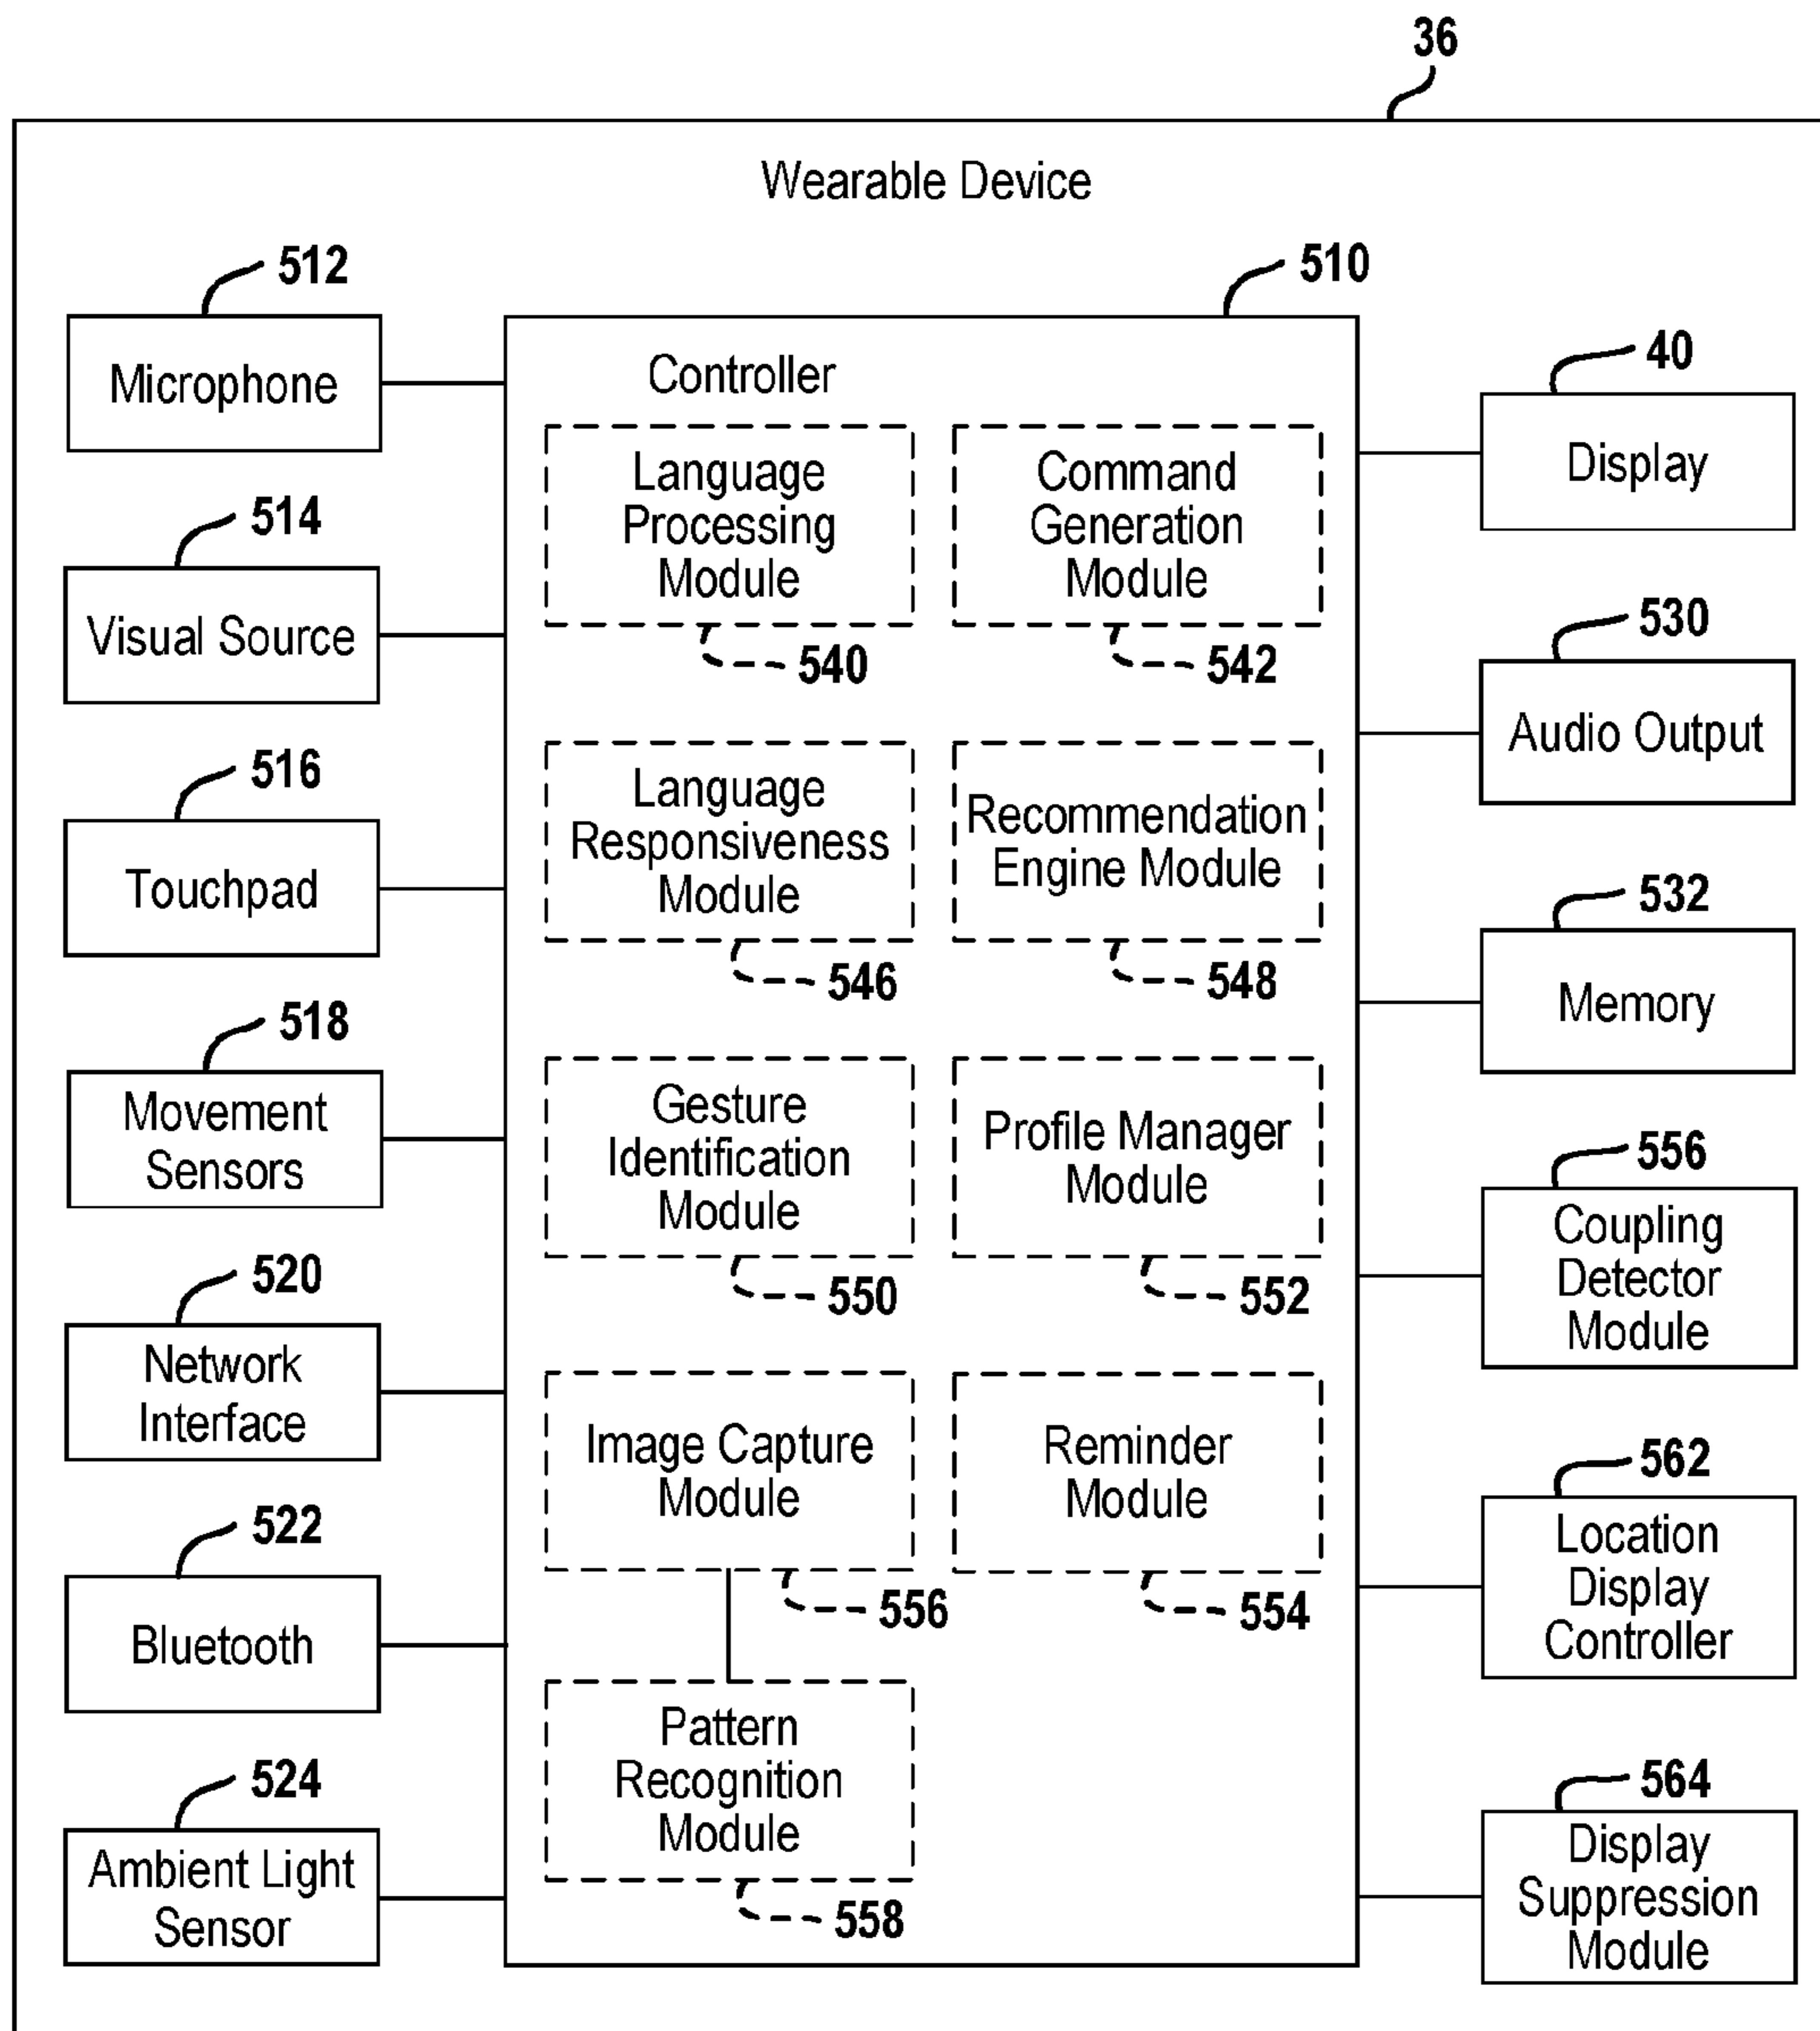 36
Wearable Device
512
Microphone
514
Visual Source
516
Touchpad
518
Movement
Sensors
520
Network
Interface
522
Bluetooth
524
Ambient Light
Sensor
510
Controller
Language
Processing
Module
540
Command
Generation
Module
542
Language
Responsiveness
Module
546
Recommendation
Engine Module
548
Gesture
Identification
Module
550
Profile Manager
Module
552
Image Capture
Module
556
Reminder
Module
554
Pattern
Recognition
Module
558
40
Display
530
Audio Output
532
Memory
556
Coupling
Detector
Module
562
Location
Display
Controller
564
Display
Suppression
Module